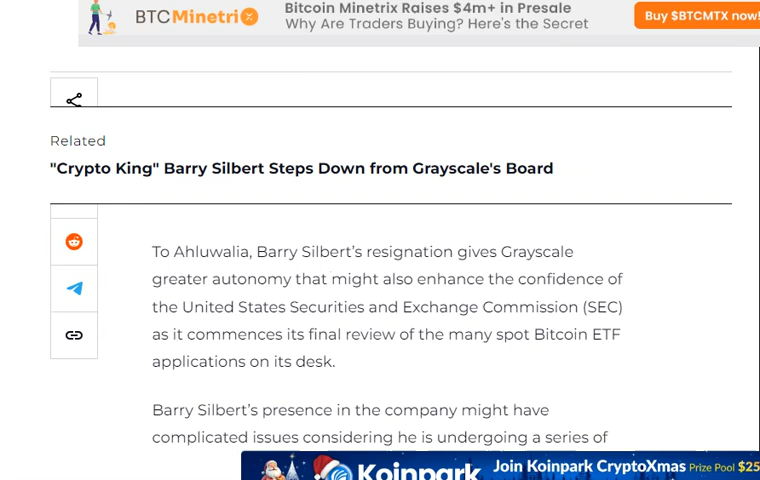 BTCMinetrix
Bitcoin Minetrix Raises $4m+ in Presale
Why Are Traders Buying? Here's the Secret
Buy $BTCMTX now!
Related
"Crypto King" Barry Silbert Steps Down from Grayscale's Board
To Ahluwalia, Barry Silbert’s resignation gives Grayscale
greater autonomy that might also enhance the confidence of
the United States Securities and Exchange Commission (SEC)
as it commences its final review of the many spot Bitcoin ETF
applications on its desk.
Barry Silbert’s presence in the company might have
complicated issues considering he is undergoing a series of
Koinpark
Join Koinpark CryptoXmas Prize Pool $25